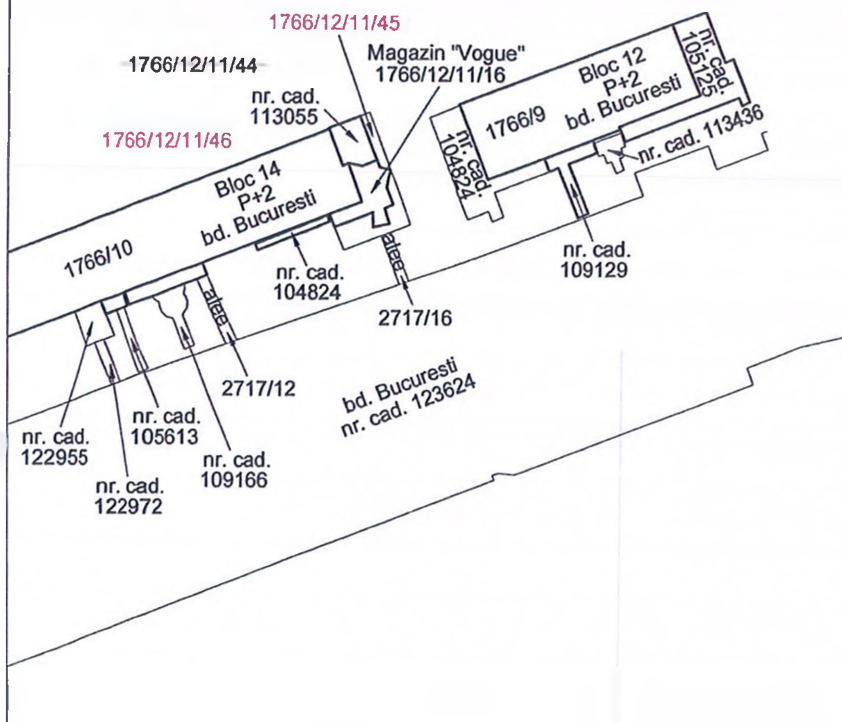 1766/12/11/45
1766/12/11/44
Magazin "Vogue"
1766/12/11/16
nr. cad.
113055
1766/12/11/46
Bloc 14
P+2
bd. Bucuresti
1766/10
Bloc 12
P+2
bd. Bucuresti
1766/9
nr. cad.
105125
nr. cad.
104824
nr. cad. 113436
nr. cad.
109129
nr. cad.
104824
alee
2717/16
alee
2717/12
bd. Bucuresti
nr. cad. 123624
nr. cad.
122955
nr. cad.
105613
nr. cad.
109166
nr. cad.
122972